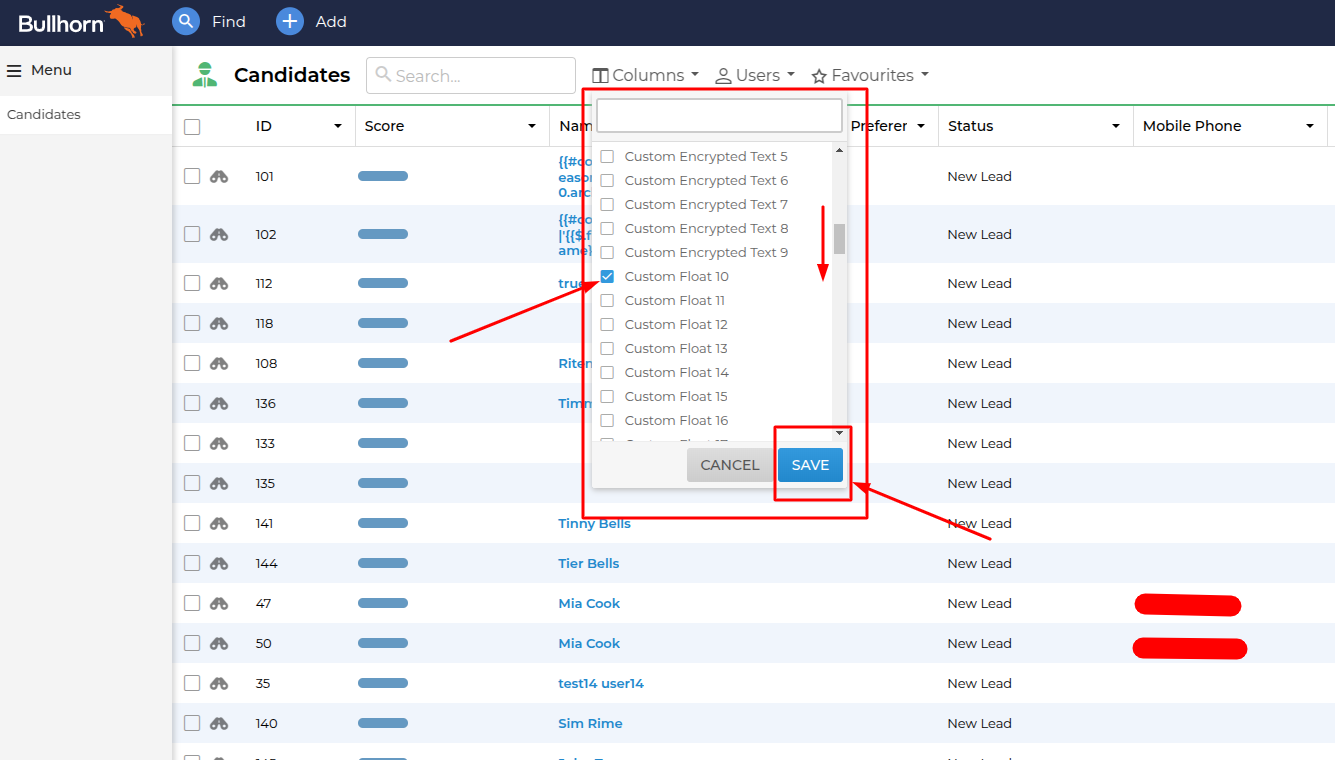 Bullhorn Find Add
Menu
Candidates
Candidates Search... Columns Users Favourites
ID Score Nam Preferer Status Mobile Phone
101 {{#co New Lead
easor
0.arc
102 {{#co New Lead
|'{{$.f
ame}
112 true New Lead
118 New Lead
108 Riten New Lead
136 Timm New Lead
133 New Lead
135 New Lead
141 Tinny Bells New Lead
144 Tier Bells New Lead
47 Mia Cook New Lead
50 Mia Cook New Lead
35 test14 user14 New Lead
140 Sim Rime New Lead
Custom Encrypted Text 5
Custom Encrypted Text 6
Custom Encrypted Text 7
Custom Encrypted Text 8
Custom Encrypted Text 9
Custom Float 10
Custom Float 11
Custom Float 12
Custom Float 13
Custom Float 14
Custom Float 15
Custom Float 16
CANCEL SAVE